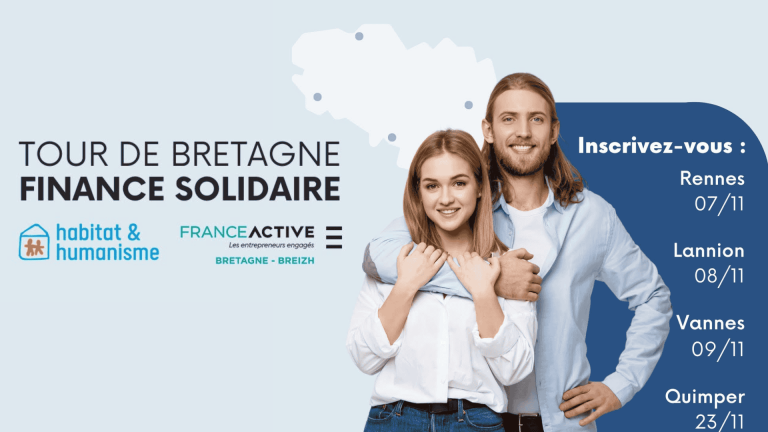 TOUR DE BRETAGNE
FINANCE SOLIDAIRE
habitat &
humanisme
FRANCEACTIVE
Les entrepreneurs engagés
BRETAGNE - BREIZH
Inscrivez-vous :
Rennes
07/11
Lannion
08/11
Vannes
09/11
Quimper
23/11